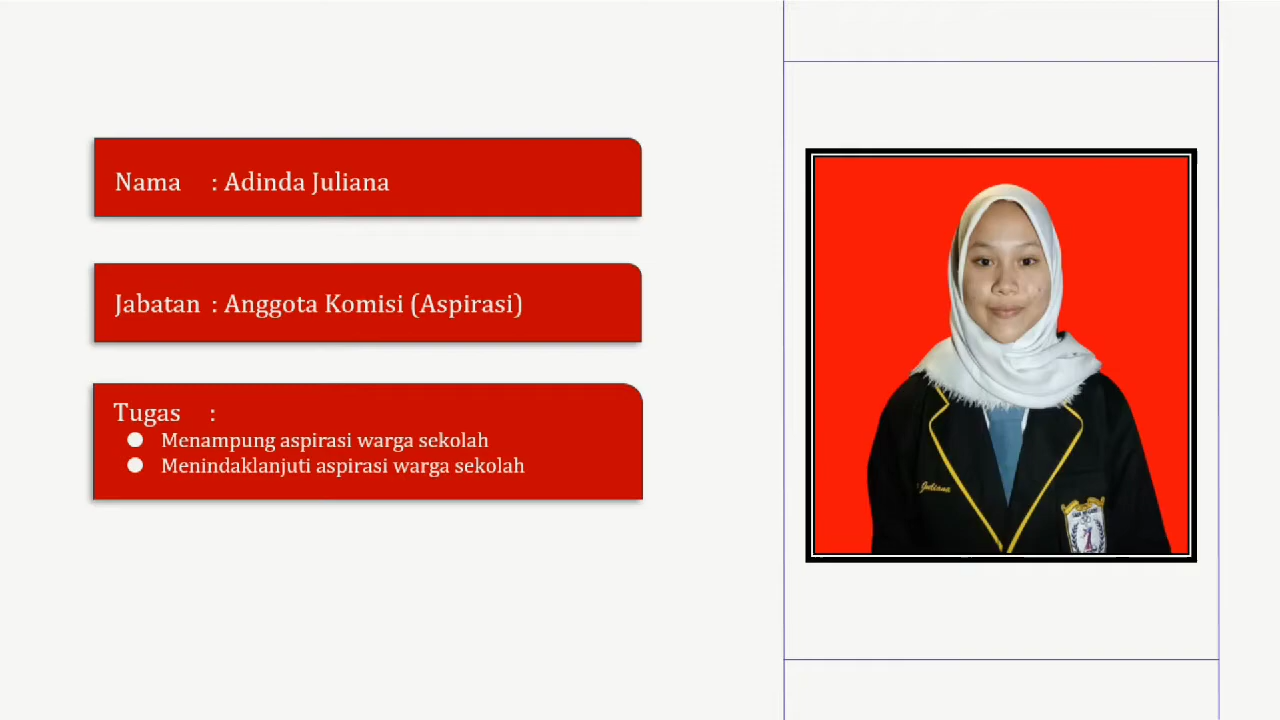 Nama : Adinda Juliana
Jabatan : Anggota Komisi (Aspirasi)
Tugas :
● Menampung aspirasi warga sekolah
● Menindaklanjuti aspirasi warga sekolah
Juliana